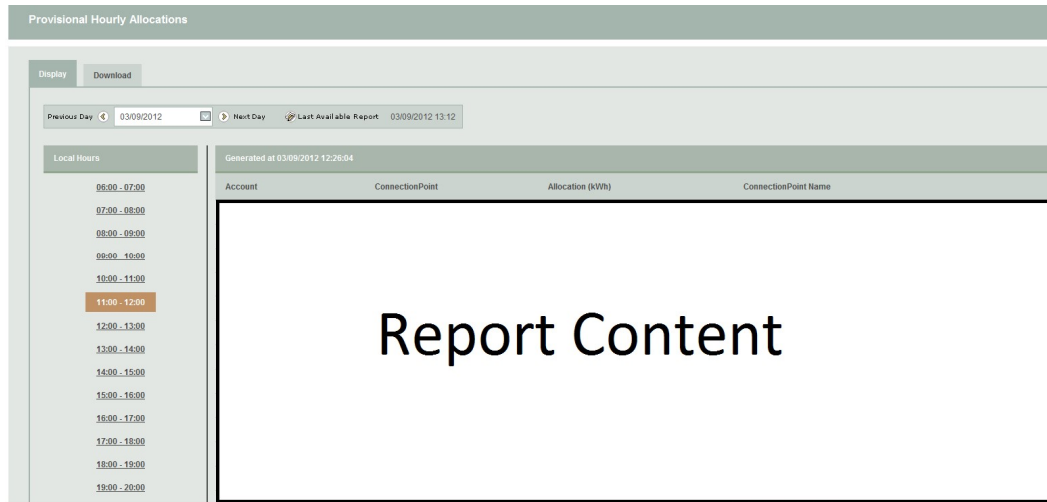 Provisional Hourly Allocations
Display Download
Previous Day 03/09/2012 Next Day Last Available Report 03/09/2012 13:12
Local Hours
Generated at 03/09/2012 12:26:04
Account ConnectionPoint Allocation (kWh) ConnectionPoint Name
06:00 - 07:00
07:00 - 08:00
08:00 - 09:00
09:00 10:00
10:00 - 11:00
11:00 - 12:00
12:00 - 13:00
13:00 - 14:00
14:00 - 15:00
15:00 - 16:00
16:00 - 17:00
17:00 - 18:00
18:00 - 19:00
19:00 - 20:00
Report Content